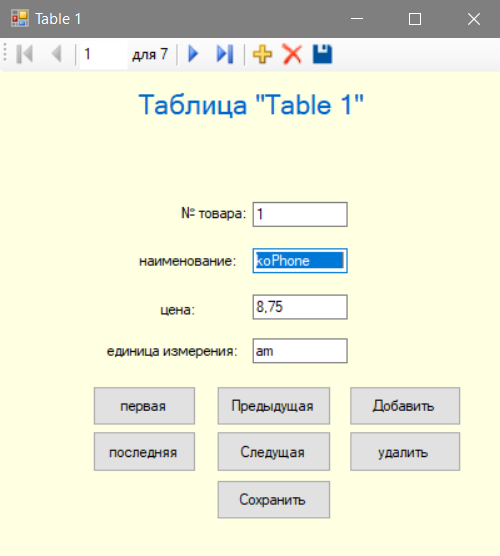 Table 1
1 для 7
Таблица "Table 1"
№ товара: 1
наименование: koPhone
цена: 8,75
единица измерения: am
первая Предыдущая Добавить
последняя Следущая удалить
Сохранить